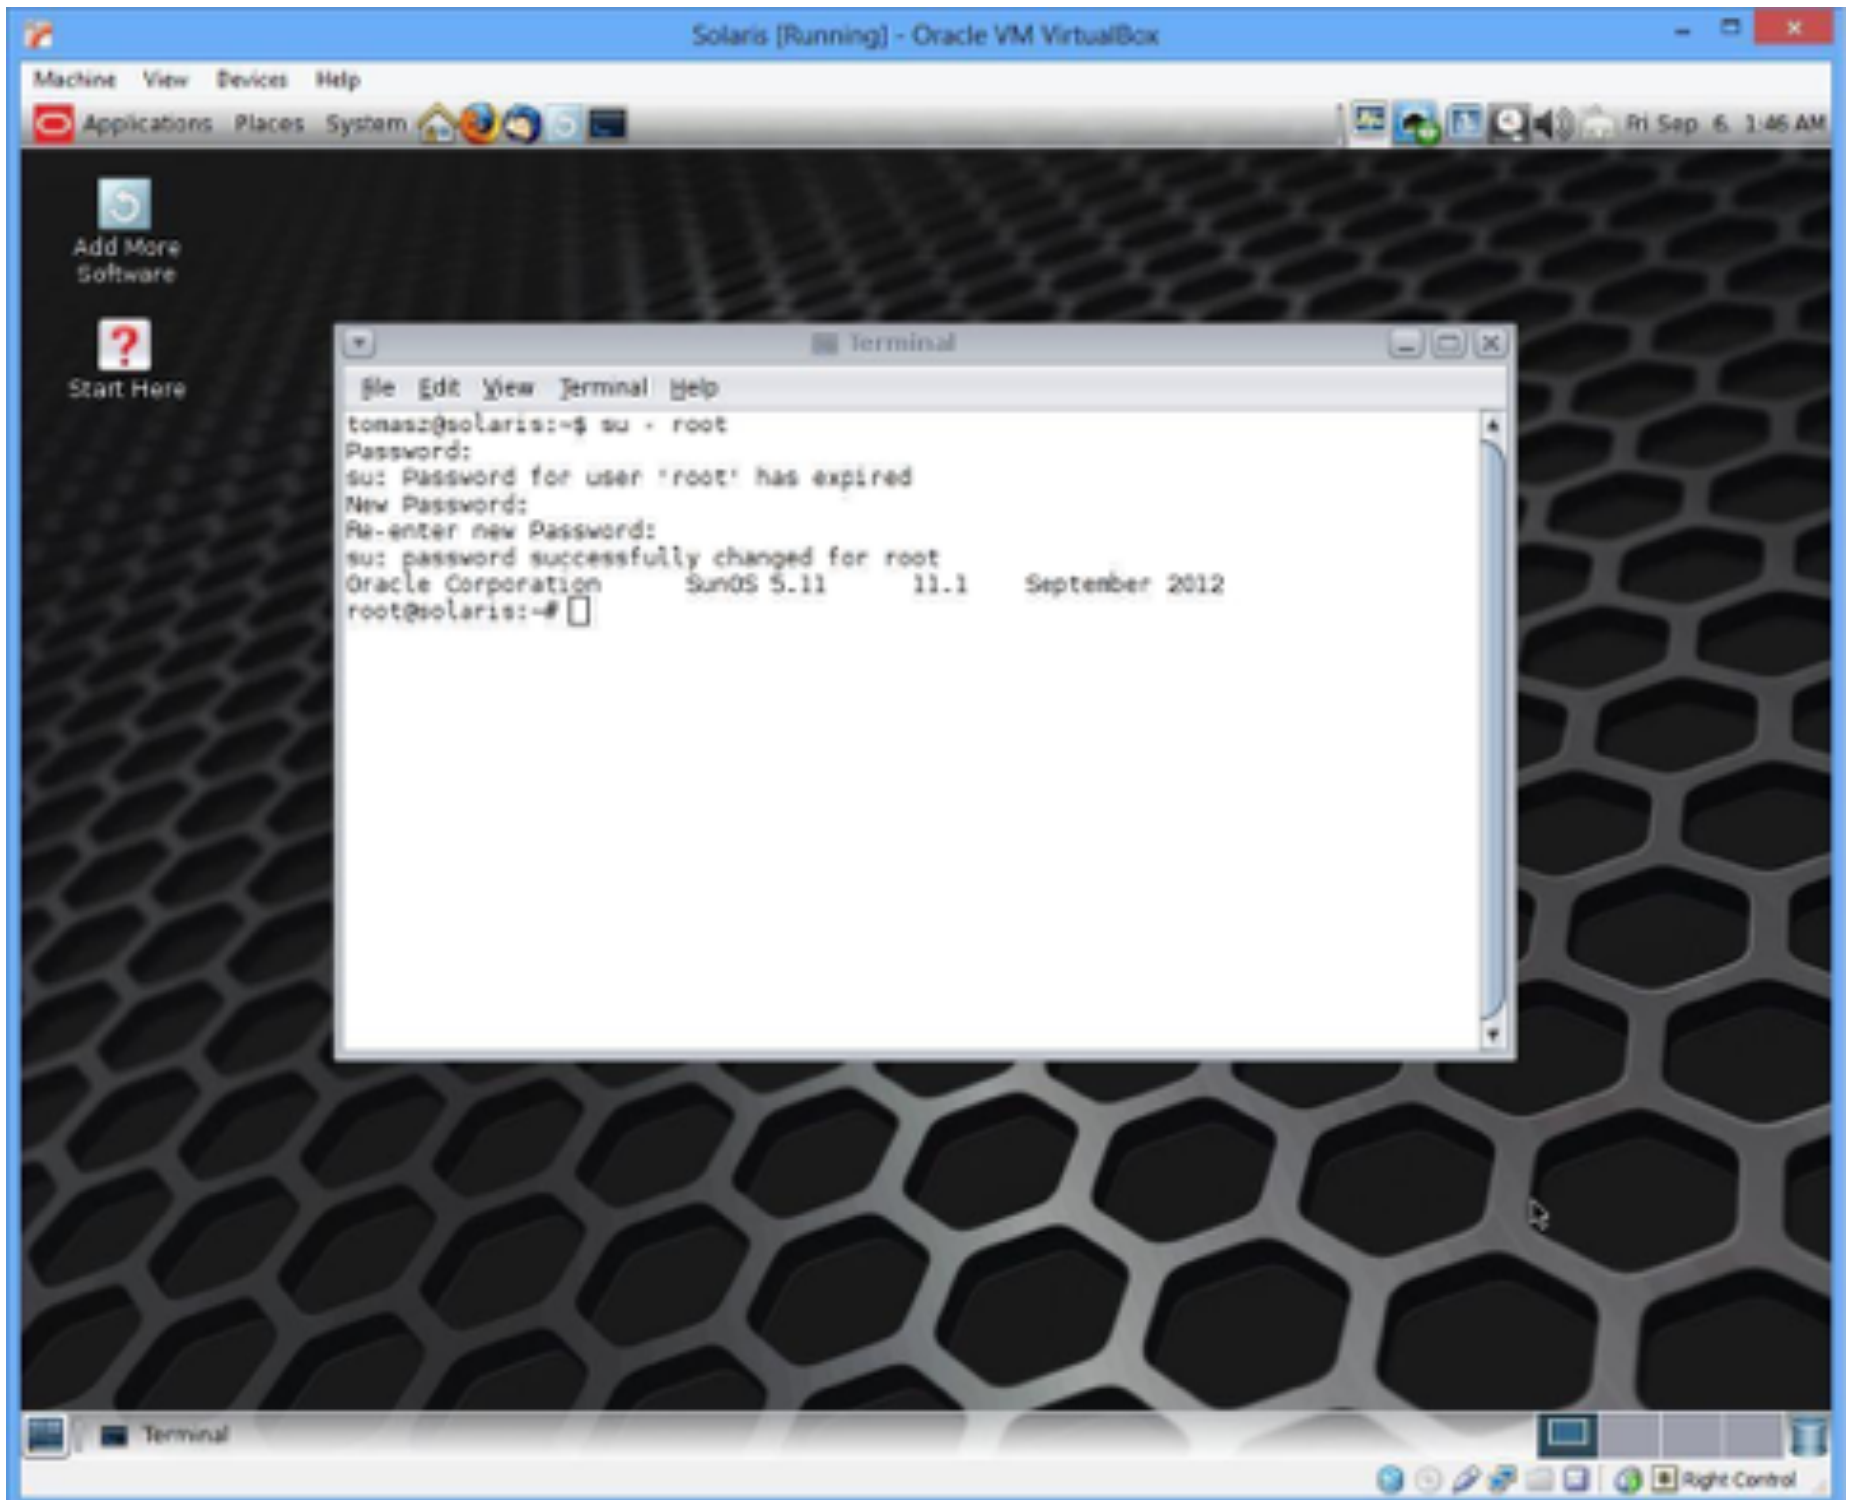 Solaris [Running] - Oracle VM VirtualBox
Machine View Devices Help
Applications Places System Fri Sep 6, 1:46 AM
Add More
Software
Start Here
Terminal
File Edit View Terminal Help
tomasz@solaris:~$ su - root
Password:
su: Password for user 'root' has expired
New Password:
Re-enter new Password:
su: password successfully changed for root
Oracle Corporation SunOS 5.11 11.1 September 2012
root@solaris:~#
Terminal
Right Control